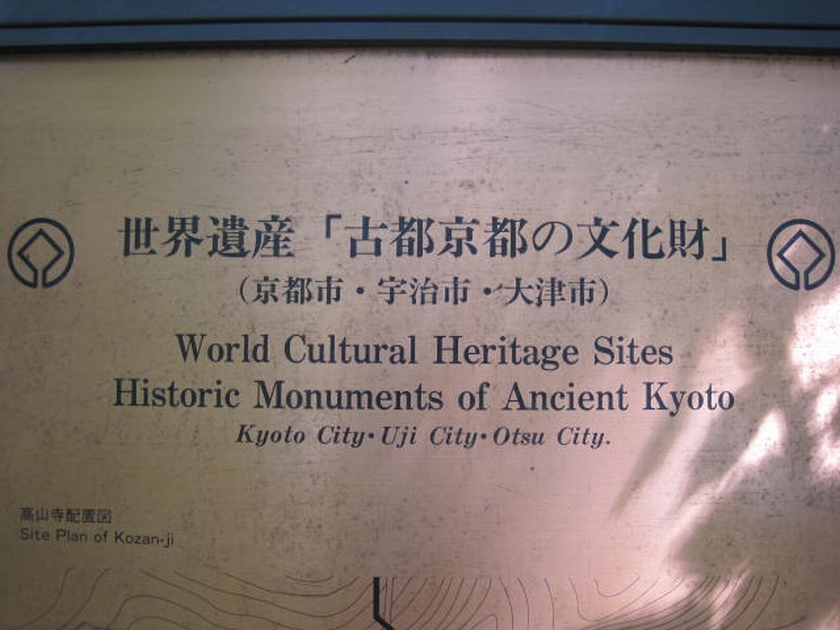 世界遺産「古都京都の文化財」
（京都市・宇治市・大津市）
World Cultural Heritage Sites
Historic Monuments of Ancient Kyoto
Kyoto City・Uji City・Otsu City.
高山寺配置図
Site Plan of Kozan-ji